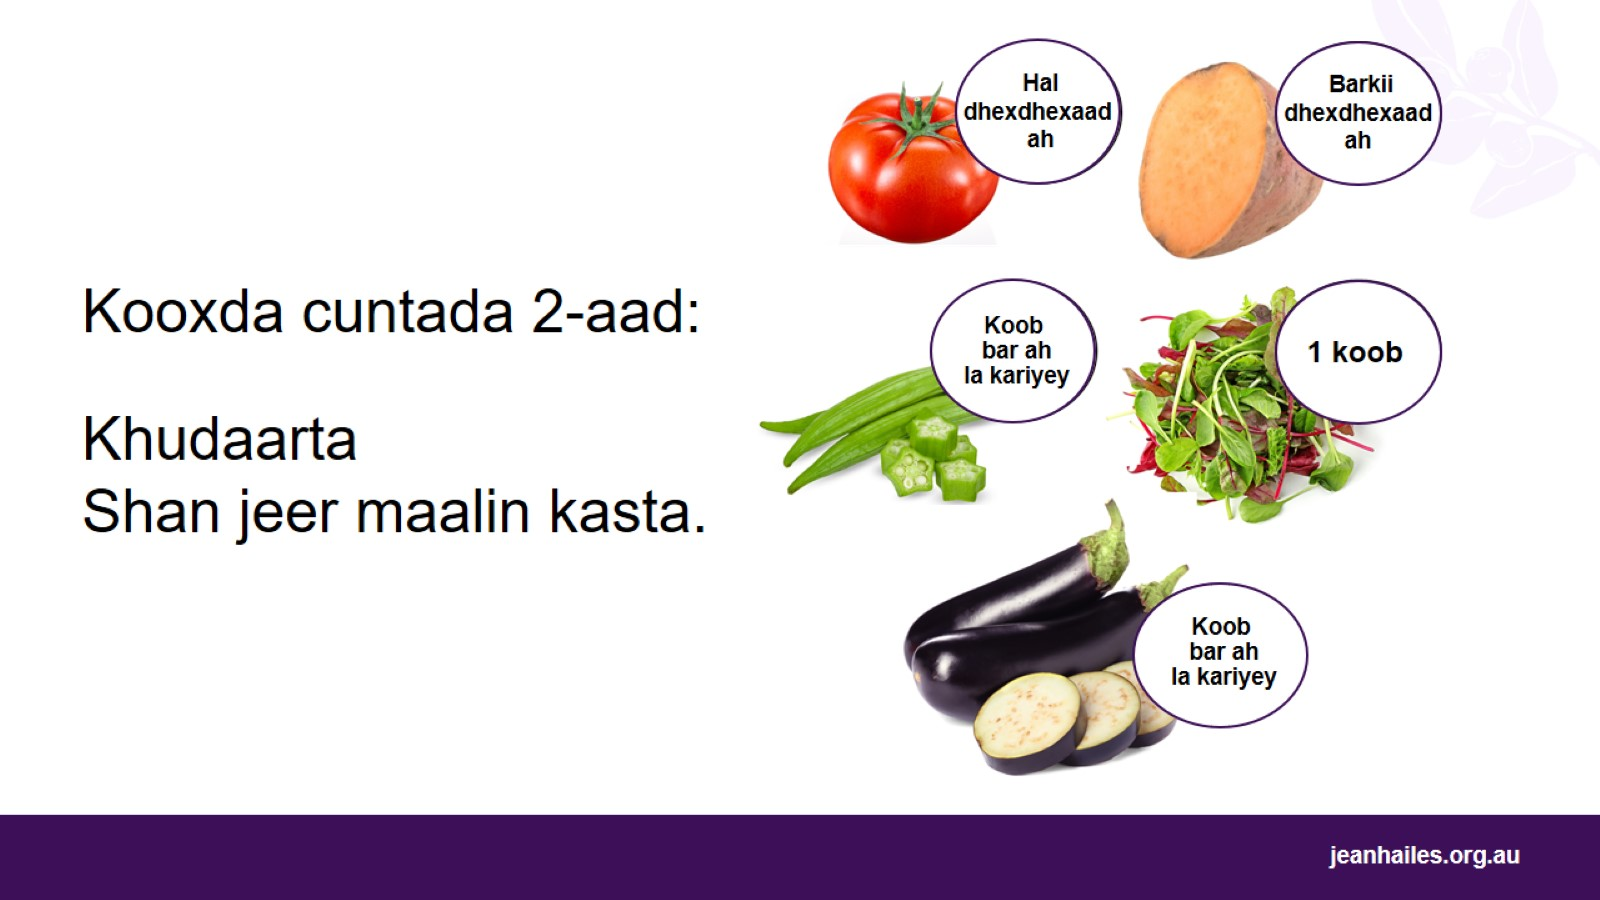 Hal
dhexdhexaad
ah
Barkii
dhexdhexaad
ah
Kooxda cuntada 2-aad:
Koob
bar ah
la kariyey
1 koob
Khudaarta
Shan jeer maalin kasta.
Koob
bar ah
la kariyey
jeanhailes.org.au